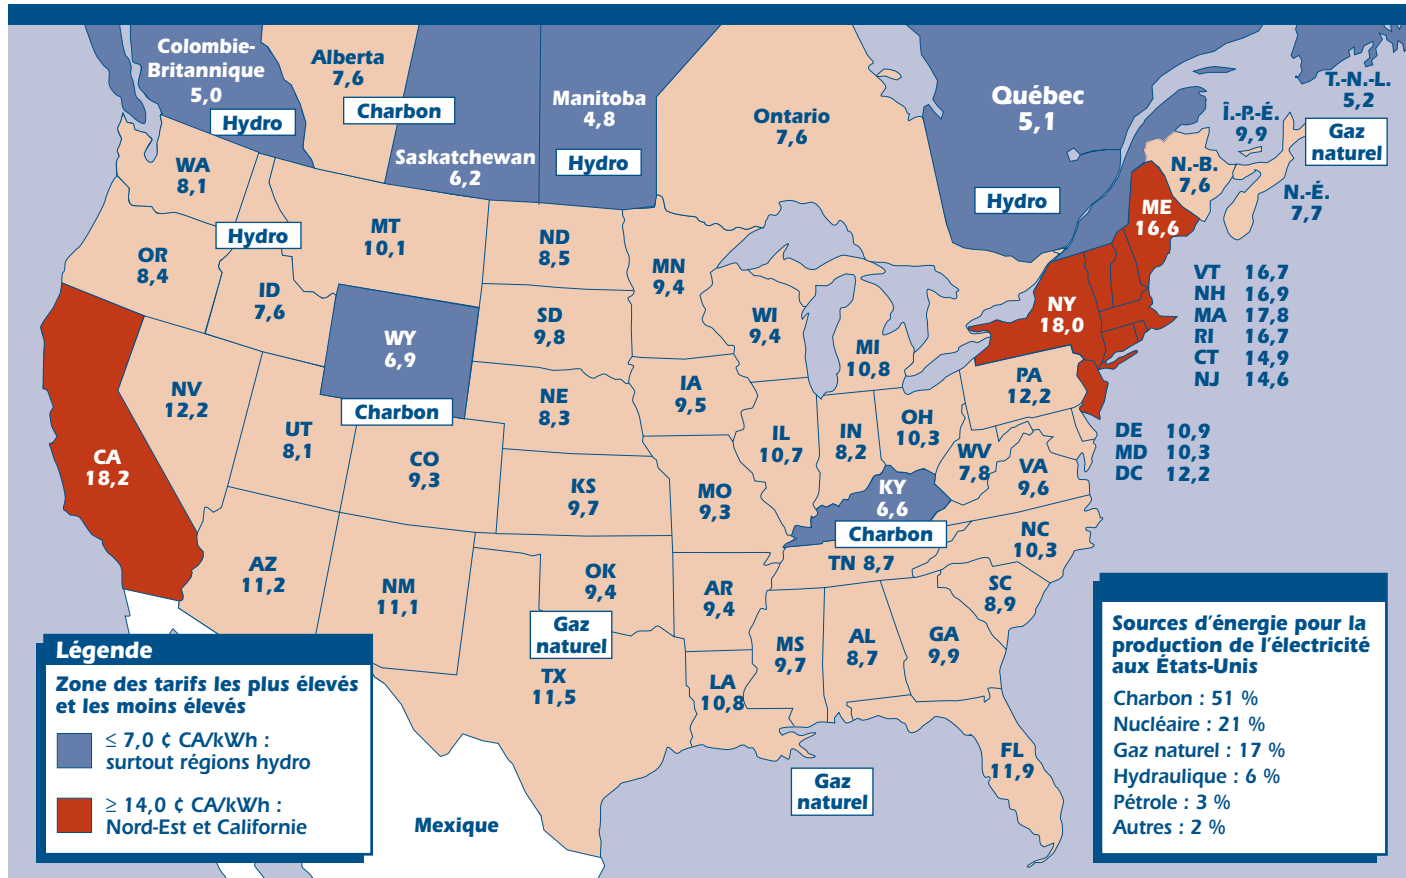 Colombie-
Britannique
5,0
Hydro
Alberta
7,6
Charbon
Saskatchewan
6,2
Manitoba
4,8
Hydro
Ontario
7,6
Québec
5,1
Hydro
T.-N.-L.
5,2
Î.-P.-É.
9,9
Gaz
naturel
N.-B.
7,6
N.-É.
7,7
WA
8,1
Hydro
OR
8,4
ID
7,6
MT
10,1
ND
8,5
MN
9,4
SD
9,8
WI
9,4
MI
10,8
NY
18,0
ME
16,6
VT 16,7
NH 16,9
MA 17,8
RI 16,7
CT 14,9
NJ 14,6
WY
6,9
Charbon
NV
12,2
UT
8,1
CA
18,2
CO
9,3
NE
8,3
IA
9,5
IL
10,7
IN
8,2
OH
10,3
PA
12,2
WV
7,8
VA
9,6
DE 10,9
MD 10,3
DC 12,2
KS
9,7
MO
9,3
KY
6,6
Charbon
TN 8,7
NC
10,3
SC
8,9
AZ
11,2
NM
11,1
OK
9,4
Gaz
naturel
TX
11,5
AR
9,4
LA
10,8
MS
9,7
AL
8,7
GA
9,9
FL
11,9
Gaz
naturel
Mexique
Légende
Zone des tarifs les plus élevés
et les moins élevés
≤ 7,0 ¢ CA/kWh :
surtout régions hydro
≥ 14,0 ¢ CA/kWh :
Nord-Est et Californie
Sources d'énergie pour la
production de l'électricité
aux États-Unis
Charbon : 51 %
Nucléaire : 21 %
Gaz naturel : 17 %
Hydraulique : 6 %
Pétrole : 3 %
Autres : 2 %